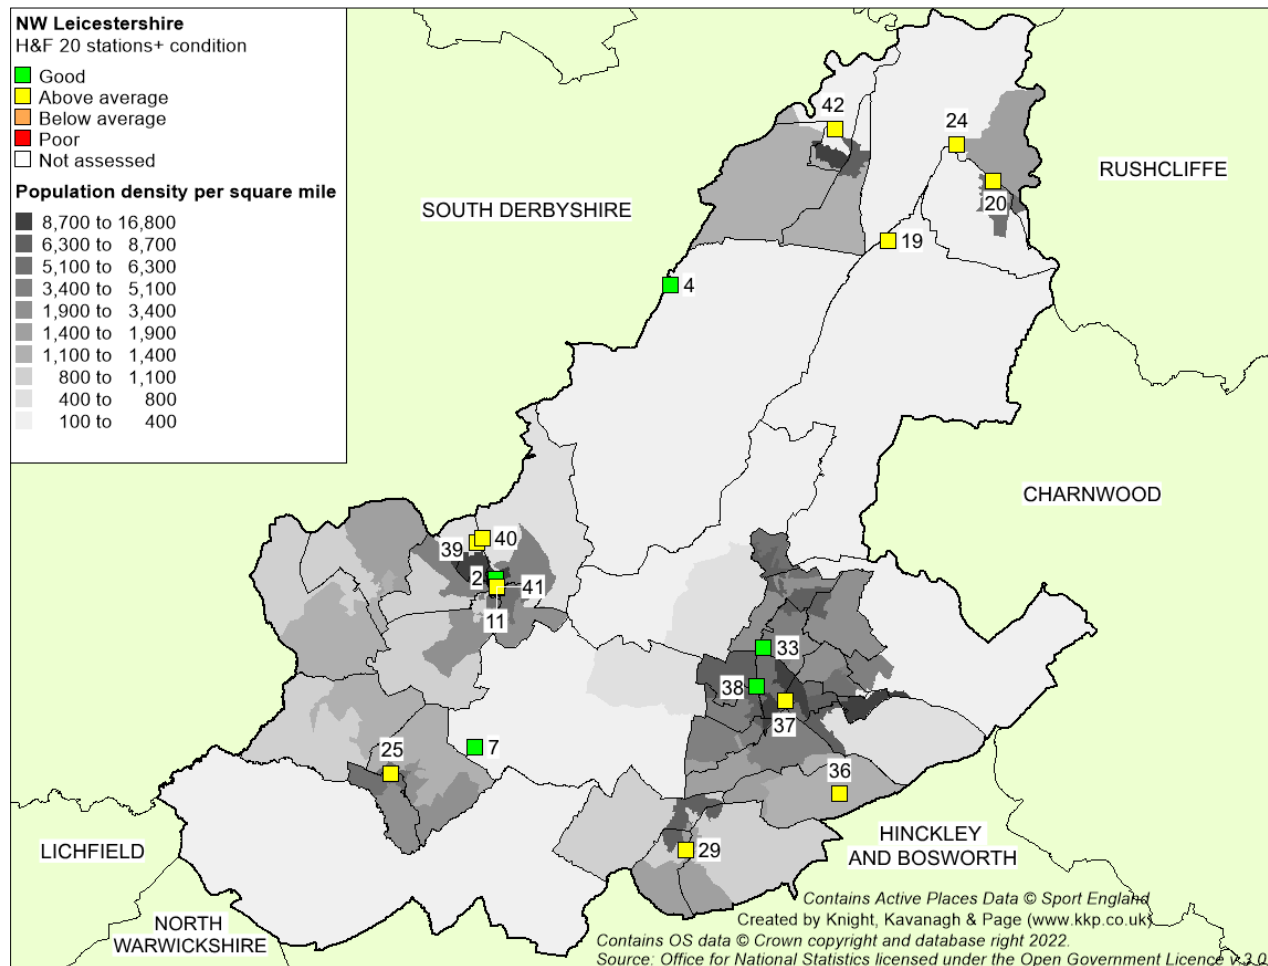 NW Leicestershire
H&F 20 stations+ condition
Good
Above average
Below average
Poor
Not assessed
Population density per square mile
8,700 to 16,800
6,300 to 8,700
5,100 to 6,300
3,400 to 5,100
1,900 to 3,400
1,400 to 1,900
1,100 to 1,400
800 to 1,100
400 to 800
100 to 400
42
24
RUSHCLIFFE
SOUTH DERBYSHIRE
20
19
4
CHARNWOOD
39
40
2
41
11
33
38
37
7
25
36
29
LICHFIELD
HINCKLEY
AND BOSWORTH
NORTH
WARWICKSHIRE
Contains Active Places Data © Sport England
Created by Knight, Kavanagh & Page (www.kkp.co.uk)
Contains OS data © Crown copyright and database right 2022.
Source: Office for National Statistics licensed under the Open Government Licence v.3.0